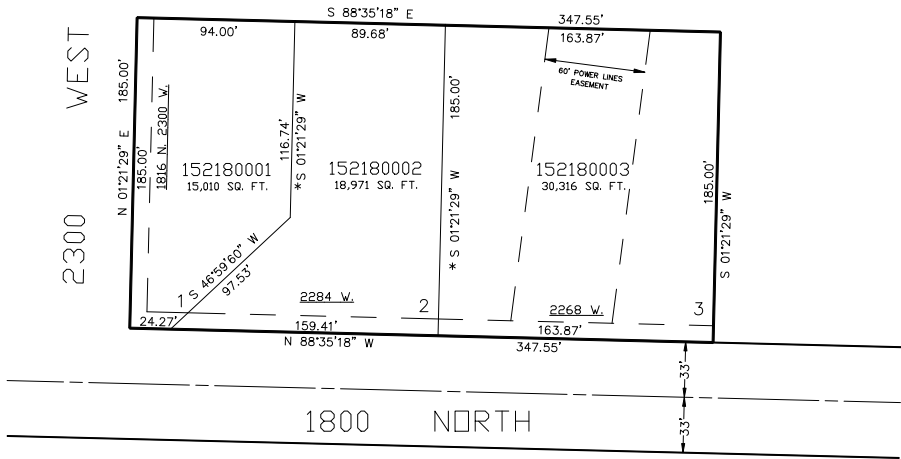 S 88°35'18" E
347.55'
94.00'
89.68'
163.87'
60' POWER LINES
EASEMENT
WEST
2300
N 01°21'29" E
185.00'
185.00'
1816 N. 2300 W.
116.74'
* S 01°21'29" W
185.00'
* S 01°21'29" W
185.00'
S 01°21'29" W
152180001
15,010 SQ. FT.
152180002
18,971 SQ. FT.
152180003
30,316 SQ. FT.
S 46°59'60" W
97.53'
1
2284 W.
2
2268 W.
3
24.27'
159.41'
163.87'
N 88°35'18" W
347.55'
33'
33'
1800 NORTH